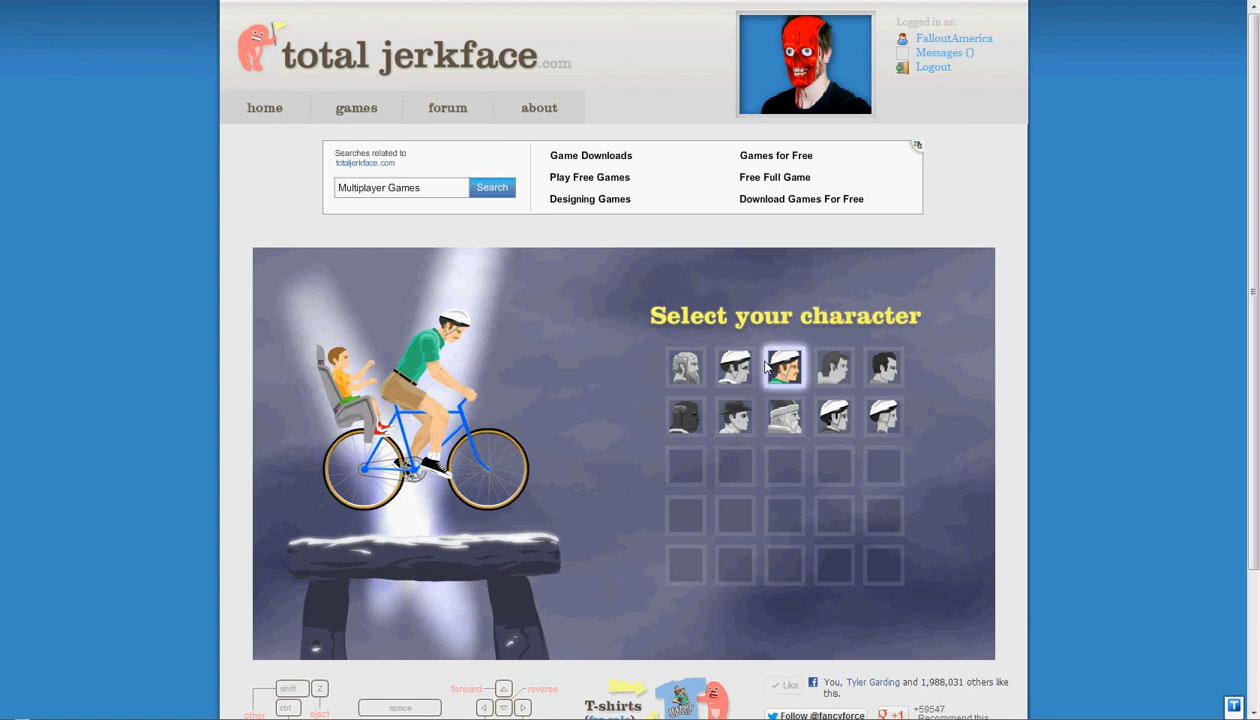 total jerkface.com
Logged in as:
FalloutAmerica
Messages ()
Logout
home games forum about
Searches related to
totaljerkface.com
Multiplayer Games Search
Game Downloads Games for Free
Play Free Games Free Full Game
Designing Games Download Games For Free
Select your character
shift Z
forward reverse
ctrl space
other eject
T-shirts
Like
You, Tyler Garding and 1,988,031 others like
this.
Follow @fancyforce
+1
+59547
Recommend this
T